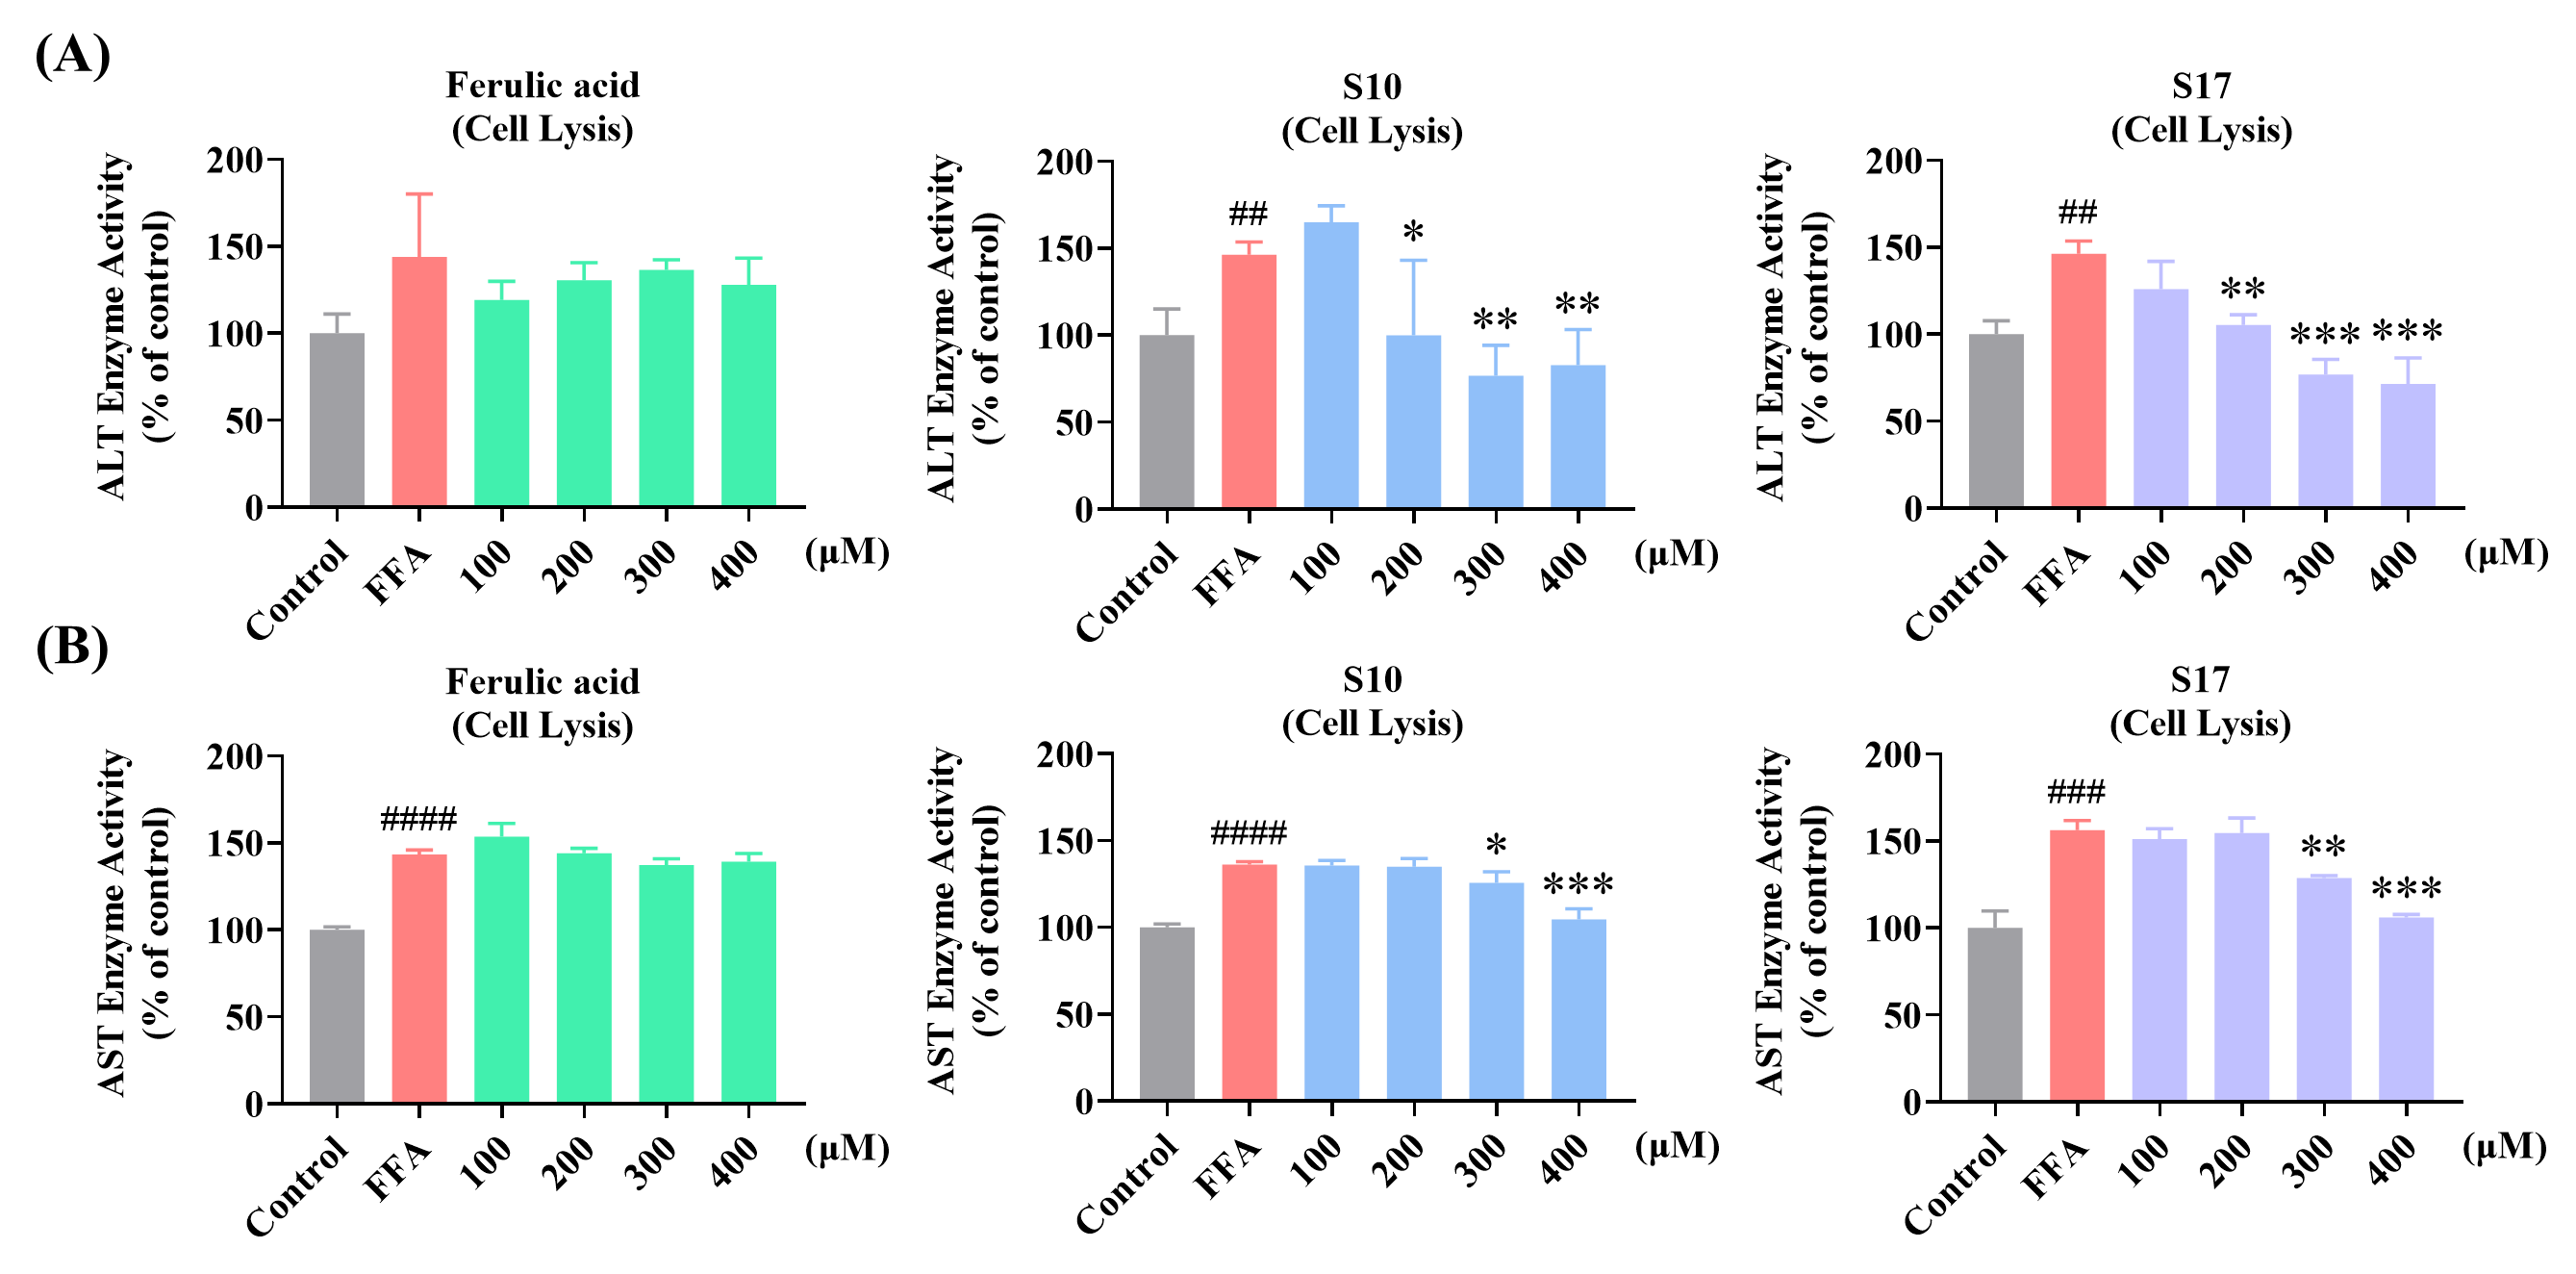 (A)
Ferulic acid
(Cell Lysis)
ALT Enzyme Activity
(% of control)
200
150
100
50
0
Control
FFA
100
200
300
400
(μM)
S10
(Cell Lysis)
ALT Enzyme Activity
(% of control)
200
150
100
50
0
##
*
**
**
Control
FFA
100
200
300
400
(μM)
S17
(Cell Lysis)
ALT Enzyme Activity
(% of control)
200
150
100
50
0
##
**
***
***
Control
FFA
100
200
300
400
(μM)
(B)
Ferulic acid
(Cell Lysis)
AST Enzyme Activity
(% of control)
200
150
100
50
0
####
Control
FFA
100
200
300
400
(μM)
S10
(Cell Lysis)
AST Enzyme Activity
(% of control)
200
150
100
50
0
####
*
***
Control
FFA
100
200
300
400
(μM)
S17
(Cell Lysis)
AST Enzyme Activity
(% of control)
200
150
100
50
0
###
**
***
Control
FFA
100
200
300
400
(μM)